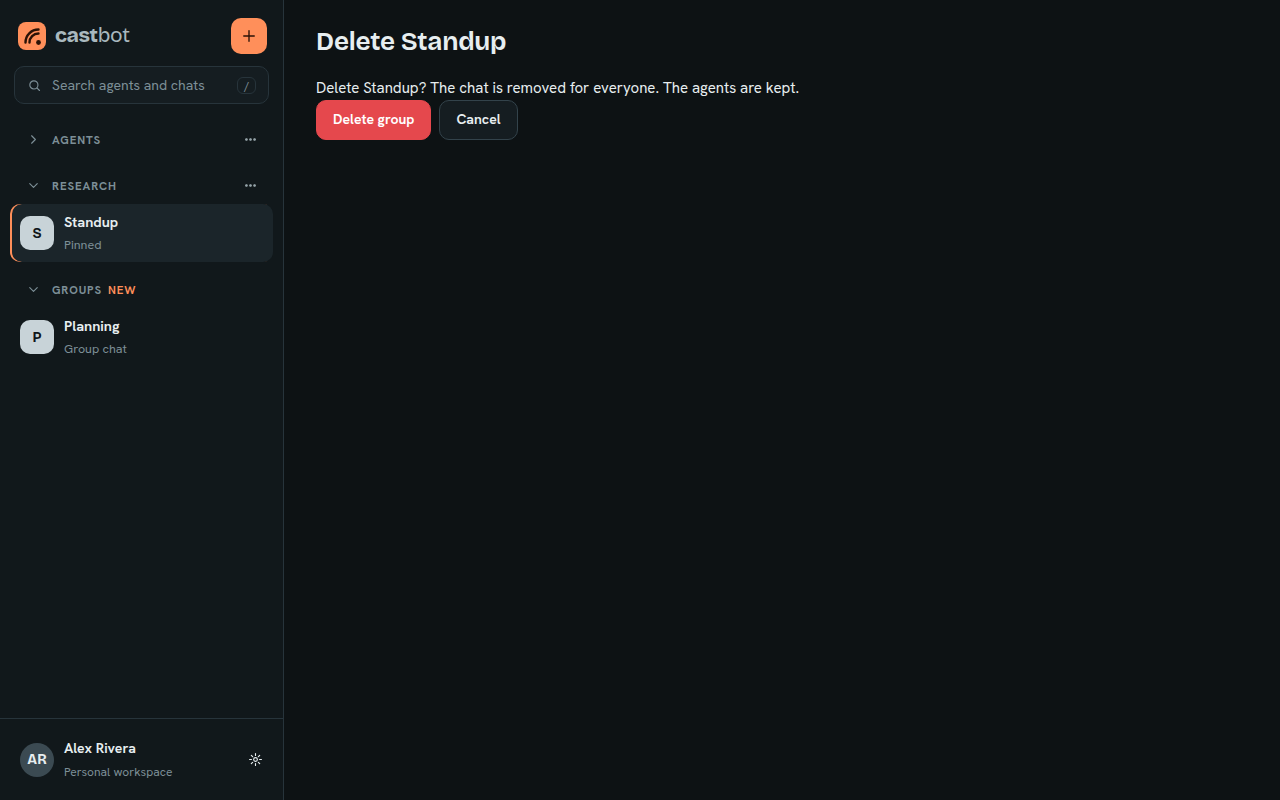 castbot
Search agents and chats /
AGENTS
RESEARCH
S
Standup
Pinned
GROUPS NEW
P
Planning
Group chat
AR
Alex Rivera
Personal workspace
Delete Standup
Delete Standup? The chat is removed for everyone. The agents are kept.
Delete group
Cancel